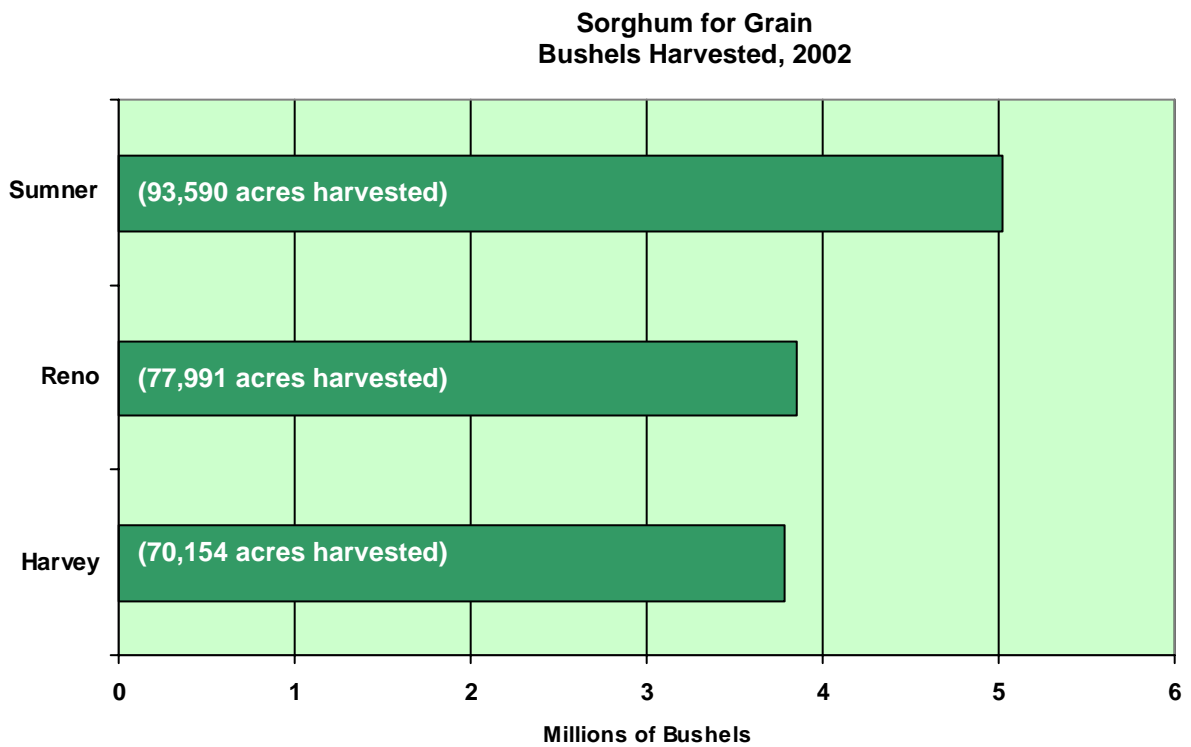 Sorghum for Grain
Bushels Harvested, 2002
Sumner
(93,590 acres harvested)
Reno
(77,991 acres harvested)
Harvey
(70,154 acres harvested)
0 1 2 3 4 5 6
Millions of Bushels